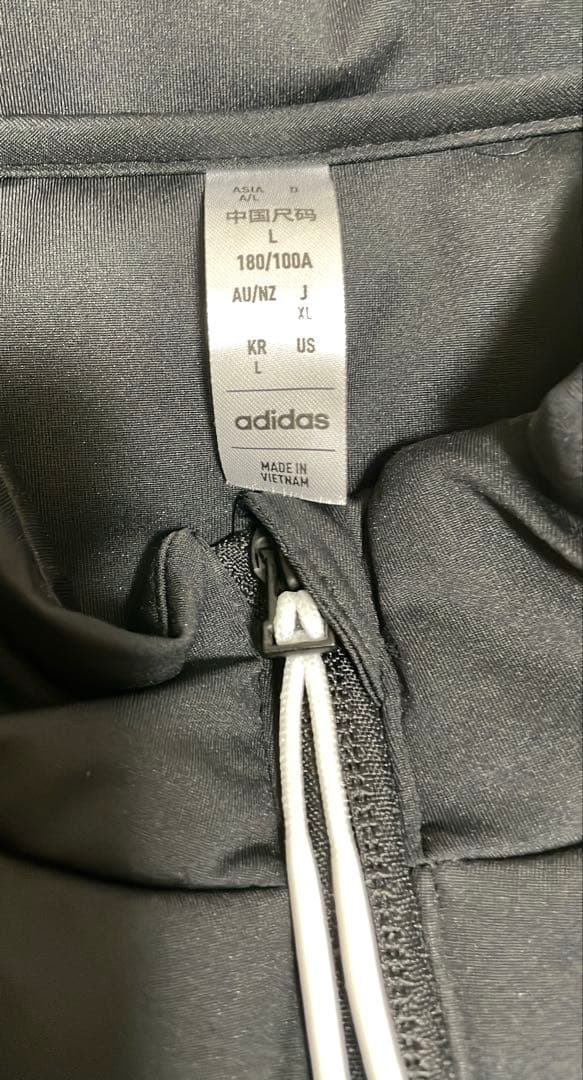 ASIA D
A/L
中国尺码
L
180/100A
AU/NZ J
XL
KR US
L
adidas
MADE IN
VIETNAM